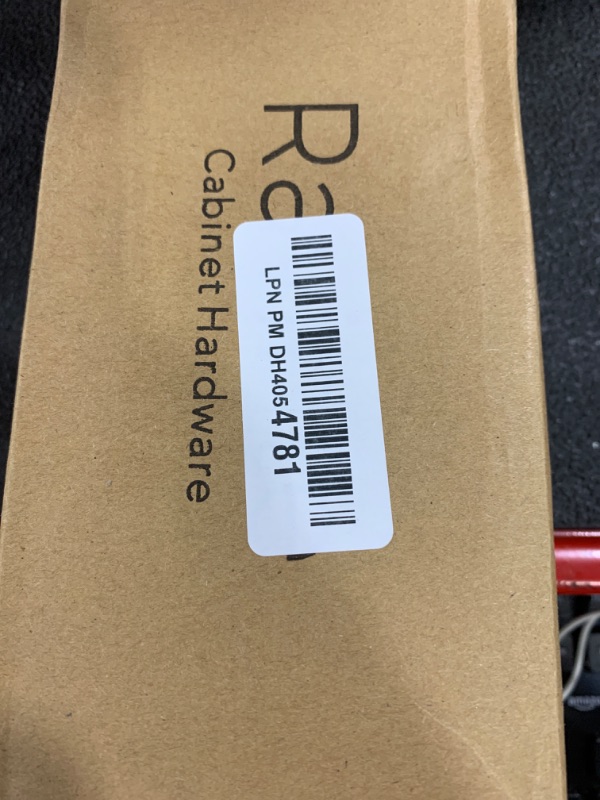 Ra
Cabinet Hardware
LPN PM DH4054781